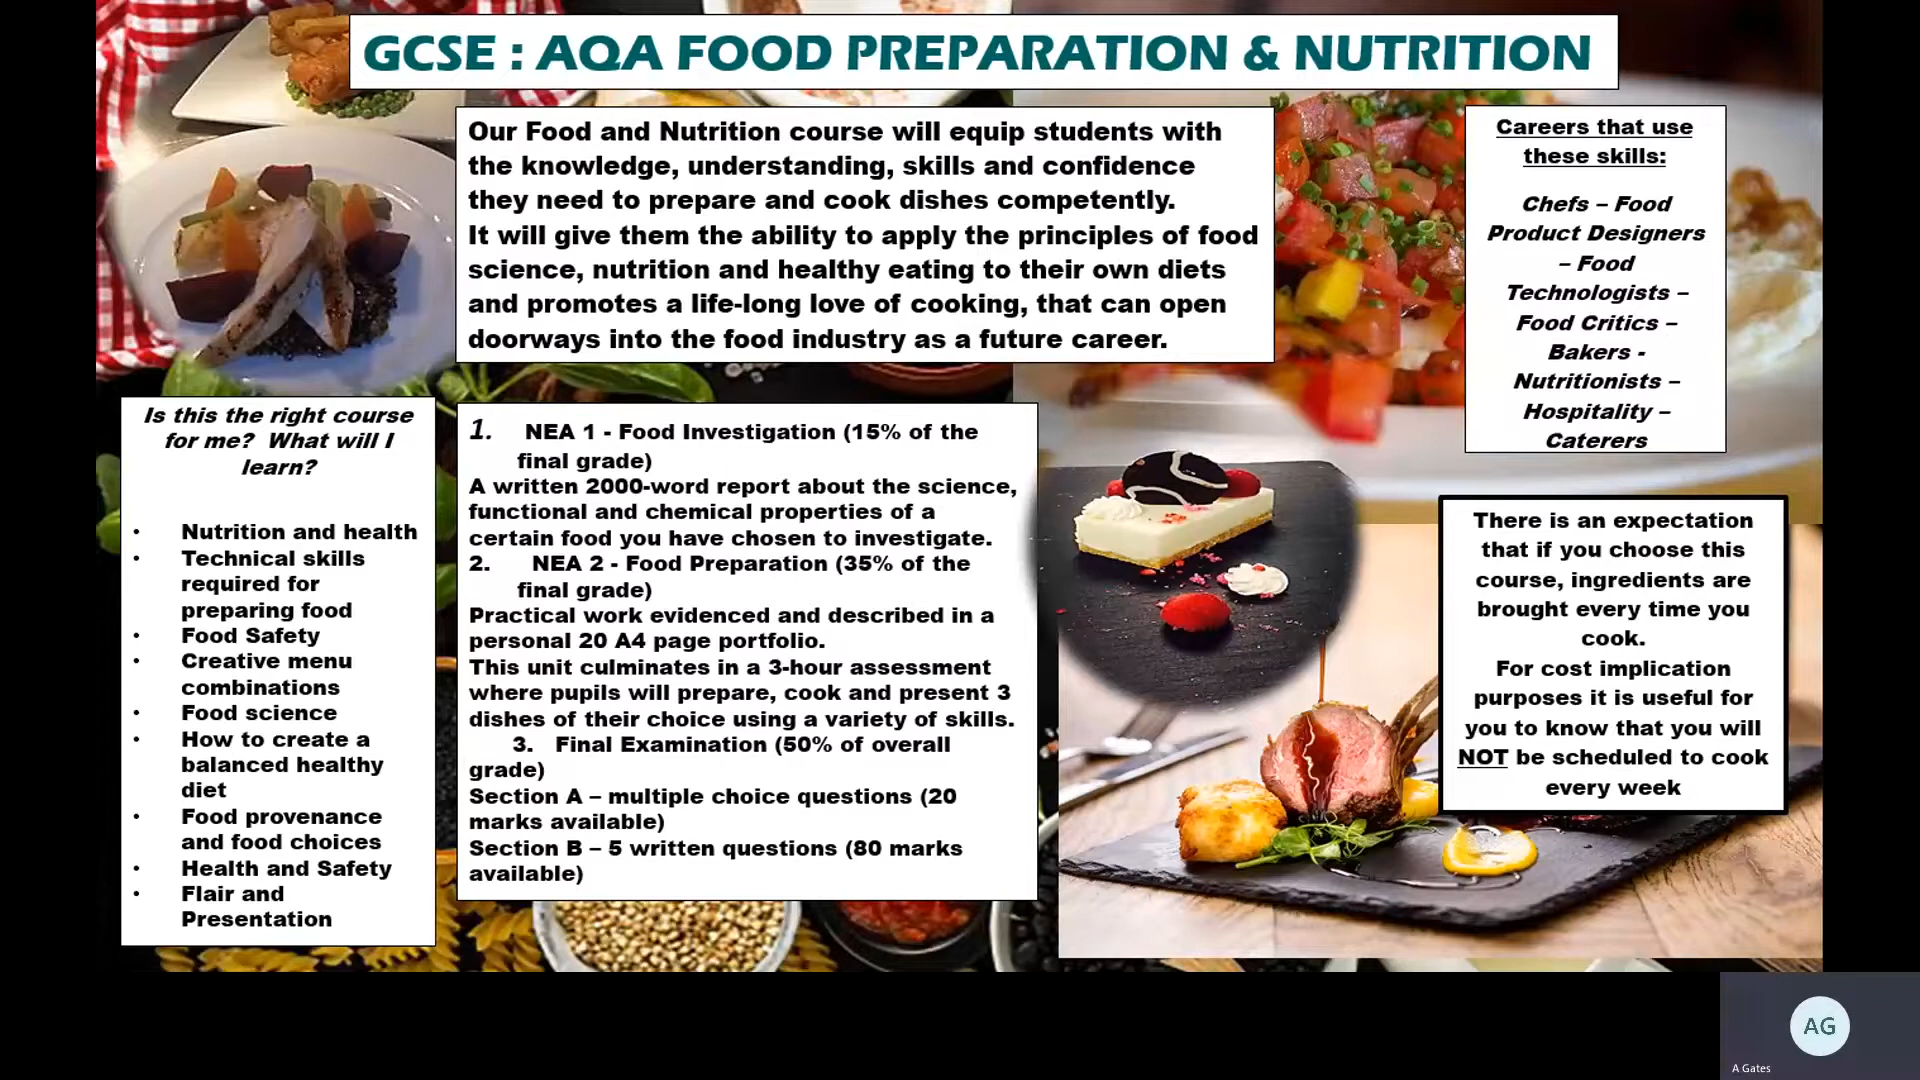 GCSE : AQA FOOD PREPARATION & NUTRITION
Our Food and Nutrition course will equip students with
the knowledge, understanding, skills and confidence
they need to prepare and cook dishes competently.
It will give them the ability to apply the principles of food
science, nutrition and healthy eating to their own diets
and promotes a life-long love of cooking, that can open
doorways into the food industry as a future career.
Careers that use
these skills:
Chefs – Food
Product Designers
– Food
Technologists –
Food Critics –
Bakers -
Nutritionists –
Hospitality –
Caterers
Is this the right course
for me? What will I
learn?
• Nutrition and health
• Technical skills
required for
preparing food
• Food Safety
• Creative menu
combinations
• Food science
• How to create a
balanced healthy
diet
• Food provenance
and food choices
• Health and Safety
• Flair and
Presentation
1. NEA 1 - Food Investigation (15% of the
final grade)
A written 2000-word report about the science,
functional and chemical properties of a
certain food you have chosen to investigate.
2. NEA 2 - Food Preparation (35% of the
final grade)
Practical work evidenced and described in a
personal 20 A4 page portfolio.
This unit culminates in a 3-hour assessment
where pupils will prepare, cook and present 3
dishes of their choice using a variety of skills.
3. Final Examination (50% of overall
grade)
Section A – multiple choice questions (20
marks available)
Section B – 5 written questions (80 marks
available)
There is an expectation
that if you choose this
course, ingredients are
brought every time you
cook.
For cost implication
purposes it is useful for
you to know that you will
NOT be scheduled to cook
every week
AG
A Gates